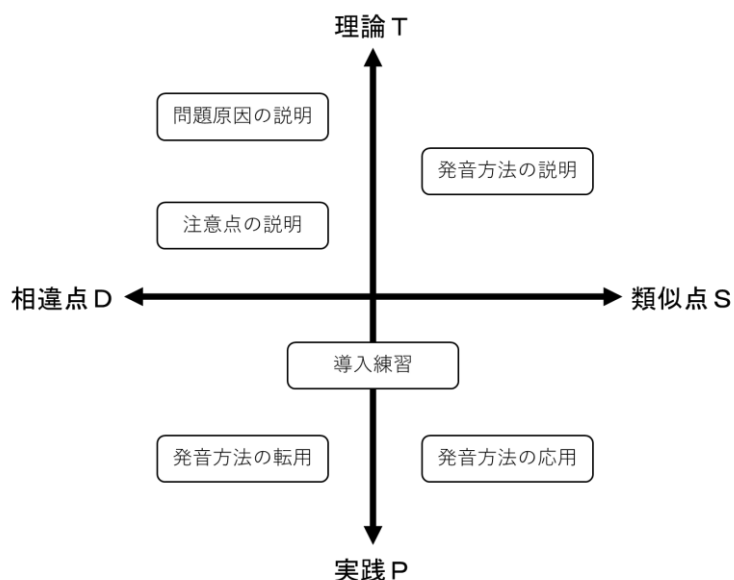 理論T
問題原因の説明
発音方法の説明
注意点の説明
相違点D
類似点S
導入練習
発音方法の転用
発音方法の応用
実践P